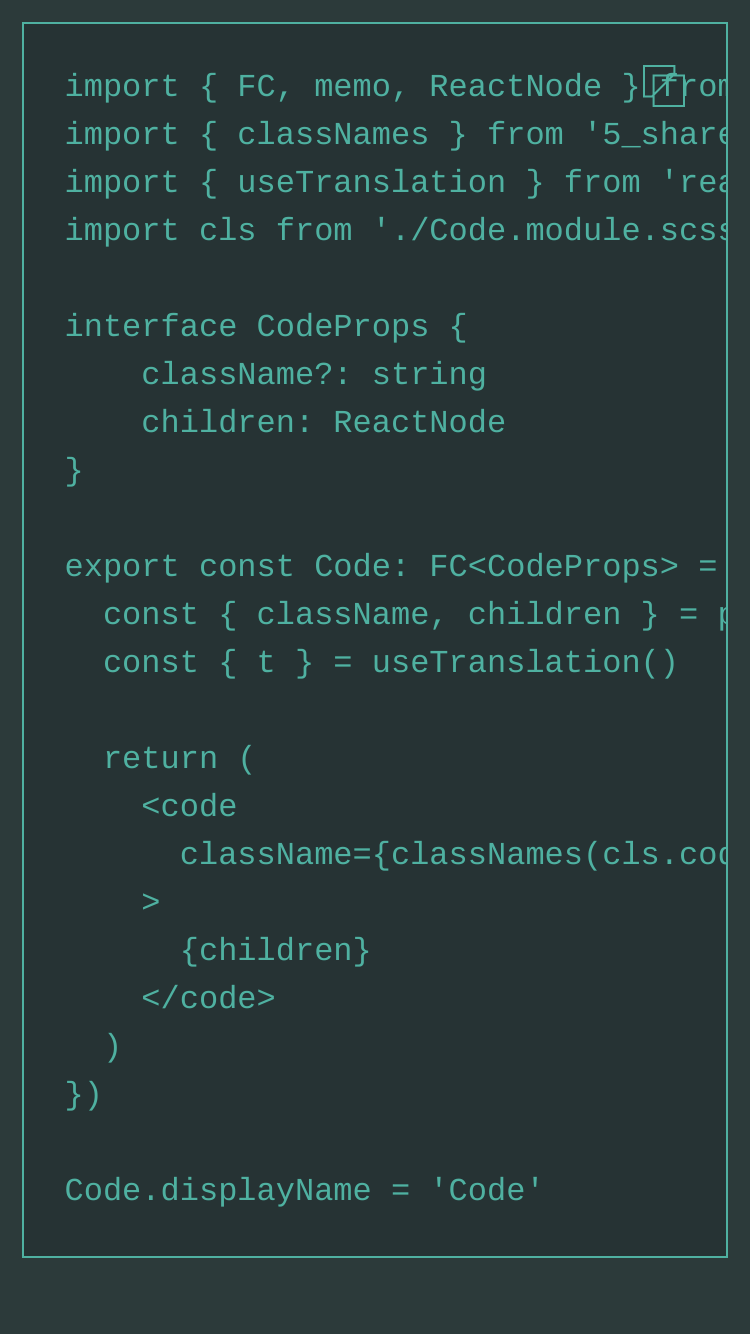 import { FC, memo, ReactNode } from
import { classNames } from '5_share
import { useTranslation } from 'rea
import cls from './Code.module.scss

interface CodeProps {
    className?: string
    children: ReactNode
}

export const Code: FC<CodeProps> =
  const { className, children } = p
  const { t } = useTranslation()

  return (
    <code
      className={classNames(cls.cod
    >
      {children}
    </code>
  )
})

Code.displayName = 'Code'